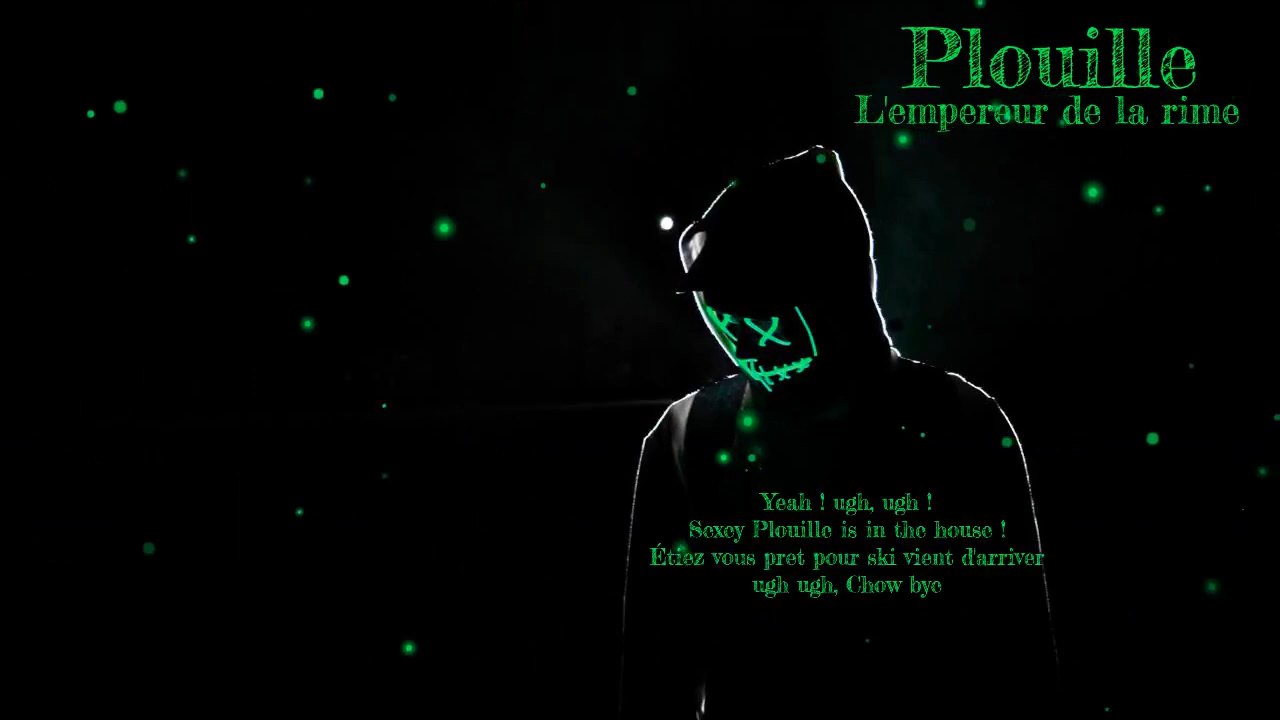 Plouille
L'empereur de la rime
Yeah ! ugh, ugh !
Sexey Plouille is in the house !
Étiez vous pret pour ski vient d'arriver
ugh ugh, Chow bye